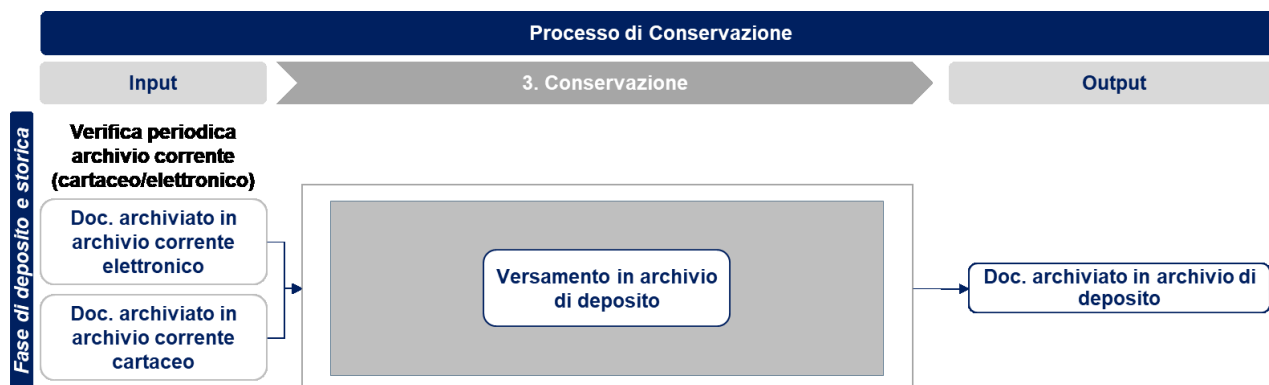 Processo di Conservazione
Input
3. Conservazione
Output
Fase di deposito e storica
Verifica periodica
archivio corrente
(cartaceo/elettronico)
Doc. archiviato in
archivio corrente
elettronico
Doc. archiviato in
archivio corrente
cartaceo
Versamento in archivio
di deposito
Doc. archiviato in archivio di
deposito